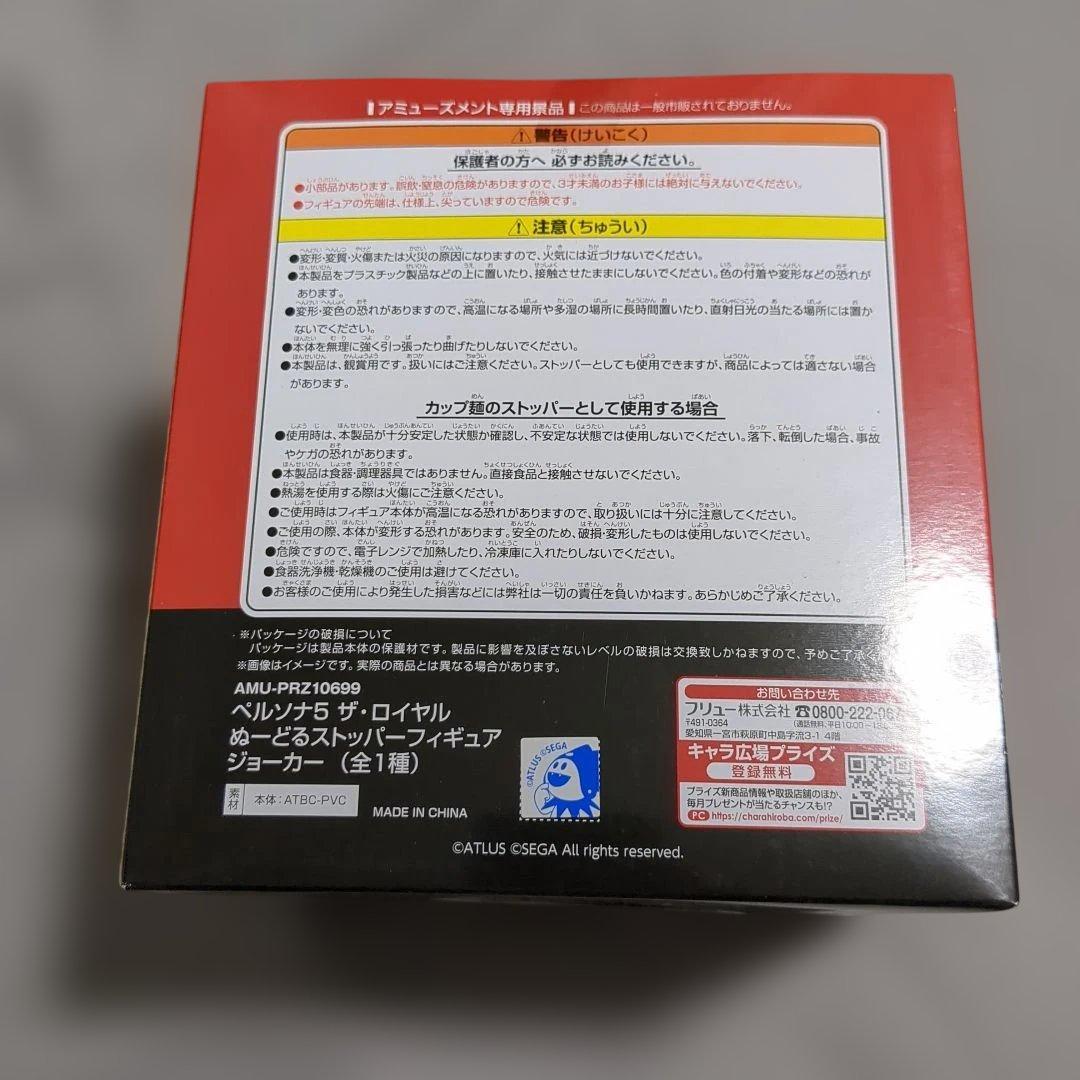 アミューズメント専用景品 この商品は一般市販されておりません。
⚠警告(けいこく)
保護者の方へ 必ずお読みください。
●小部品があります。誤飲・窒息の危険がありますので、3才未満のお子様には絶対に与えないでください。
●フィギュアの先端は、仕様上、尖っていますので危険です。
⚠注意(ちゅうい)
●変形・変質・火傷または火災の原因になりますので、火気には近づけないでください。
●本製品をプラスチック製品などの上に置いたり、接触させたままにしないでください。色の付着や変形などの恐れが
あります。
●変形・変色の恐れがありますので、高温になる場所や多湿の場所に長時間置いたり、直射日光の当たる場所には置か
ないでください。
●本体を無理に強く引っ張ったり曲げたりしないでください。
●本製品は、観賞用です。扱いにはご注意ください。ストッパーとしても使用できますが、商品によっては適さない場合
があります。
カップ麺のストッパーとして使用する場合
●使用時は、本製品が十分安定した状態か確認し、不安定な状態では使用しないでください。落下、転倒した場合、事故
やケガの恐れがあります。
●本製品は食器・調理器具ではありません。直接食品と接触させないでください。
●熱湯を使用する際は火傷にご注意ください。
●ご使用時はフィギュア本体が高温になる恐れがありますので、取り扱いには十分に注意してください。
●ご使用の際、本体が変形する恐れがあります。安全のため、破損・変形したものは使用しないでください。
●危険ですので、電子レンジで加熱したり、冷凍庫に入れたりしないでください。
●食器洗浄機・乾燥機のご使用は避けてください。
●お客様のご使用により発生した損害などには弊社は一切の責任を負いかねます。あらかじめご了承ください。
※パッケージの破損について
パッケージは製品本体の保護材です。製品に影響を及ぼさないレベルの破損は交換致しかねますので、予めご了承く
※画像はイメージです。実際の商品とは異なる場合があります。
AMU-PRZ10699
ペルソナ5 ザ・ロイヤル
ぬーどるストッパーフィギュア
ジョーカー(全1種)
素材 本体:ATBC-PVC
MADE IN CHINA
©ATLUS ©SEGA
お問い合わせ先
フリュー株式会社 ☎0800-222-067
〒491-0364 (通話無料、平日10:00~
愛知県一宮市萩原町中島字流3-1 4階
キャラ広場プライズ
登録無料
プライズ新商品情報や取扱店舗のほか、
毎月プレゼントが当たるチャンスも!?
PC https://charahiroba.com/prize/
©ATLUS ©SEGA All rights reserved.